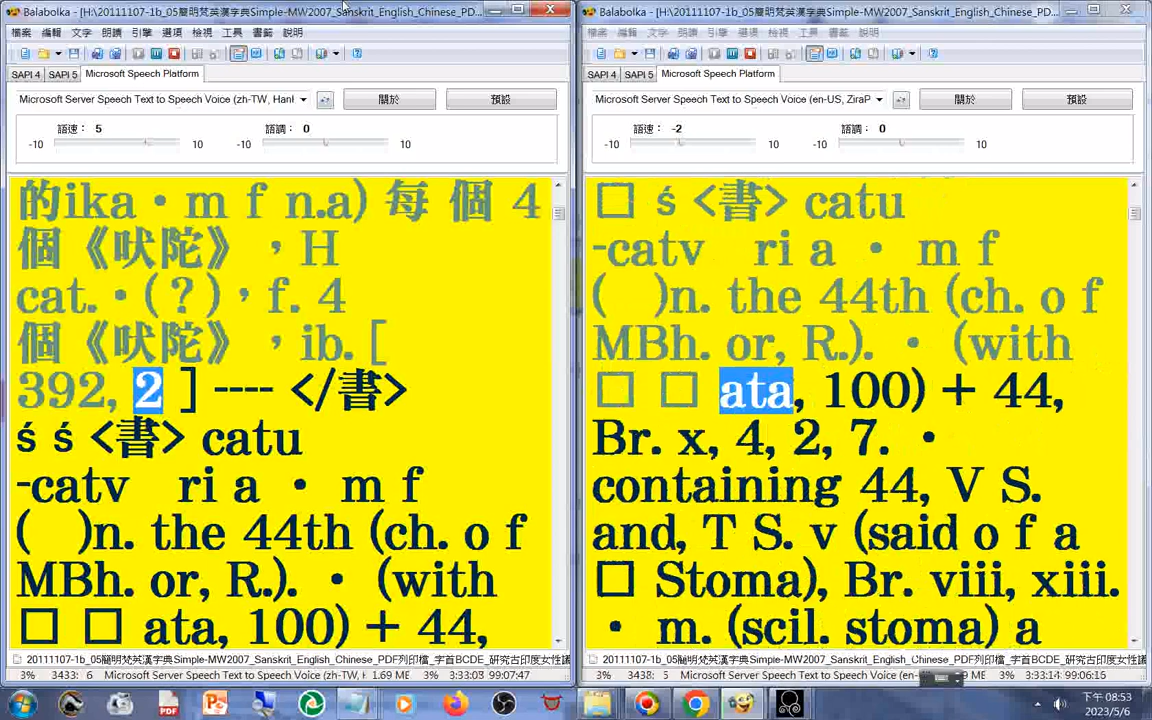 Balabolka - [H:\20111107-1b_05簡明梵英漢字典Simple-MW2007_Sanskrit_English_Chinese_PD...
檔案 編輯 文字 朗讀 引擎 選項 檢視 工具 書籤 說明
SAPI 4 SAPI 5 Microsoft Speech Platform
Microsoft Server Speech Text to Speech Voice (zh-TW, HanI 關於 預設
語速： 5 語調： 0
-10 10 -10 10
的ika・m f n.a) 每 個 4
個《吠陀》，H
cat.・(？)，f. 4
個《吠陀》，ib. [
392, 2 ] ---- </書>
ś ś <書> catu
-catv ri a ・ m f
( )n. the 44th (ch. o f
MBh. or, R.). ・ (with
□ □ ata, 100) + 44,
20111107-1b_05簡明梵英漢字典Simple-MW2007_Sanskrit_English_Chinese_PDF列印檔_字首BCDE_研究古印度女性議
3% 3433: 6 Microsoft Server Speech Text to Speech Voice (zh-TW, H 1.69 MB 3% 3:33:03 99:07:47
Balabolka - [H:\20111107-1b_05簡明梵英漢字典Simple-MW2007_Sanskrit_English_Chinese_PD...
檔案 編輯 文字 朗讀 引擎 選項 檢視 工具 書籤 說明
SAPI 4 SAPI 5 Microsoft Speech Platform
Microsoft Server Speech Text to Speech Voice (en-US, ZiraP 關於 預設
語速： -2 語調： 0
-10 10 -10 10
□ ś <書> catu
-catv ri a ・ m f
( )n. the 44th (ch. o f
MBh. or, R.). ・ (with
□ □ ata, 100) + 44,
Br. x, 4, 2, 7. ・
containing 44, V S.
and, T S. v (said o f a
□ Stoma), Br. viii, xiii.
・ m. (scil. stoma) a
20111107-1b_05簡明梵英漢字典Simple-MW2007_Sanskrit_English_Chinese_PDF列印檔_字首BCDE_研究古印度女性議
3% 3438: 5 Microsoft Server Speech Text to Speech Voice (en-US, ME 3% 3:33:14 99:06:16
PDF
下午 08:53
2023/5/6